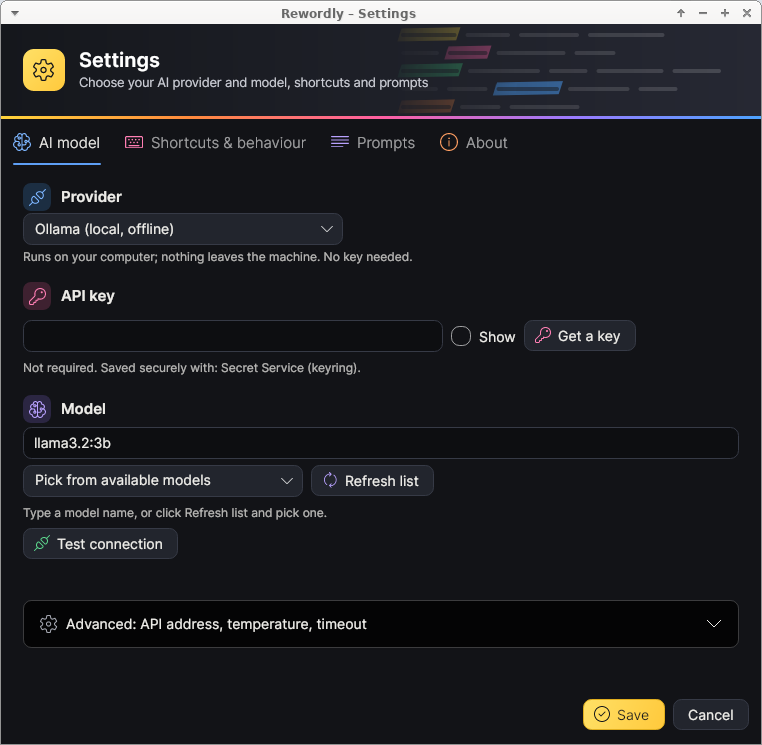 Rewordly - Settings
Settings
Choose your AI provider and model, shortcuts and prompts
AI model
Shortcuts & behaviour
Prompts
About
Provider
Ollama (local, offline)
Runs on your computer; nothing leaves the machine. No key needed.
API key
Show
Get a key
Not required. Saved securely with: Secret Service (keyring).
Model
llama3.2:3b
Pick from available models
Refresh list
Type a model name, or click Refresh list and pick one.
Test connection
Advanced: API address, temperature, timeout
Save
Cancel